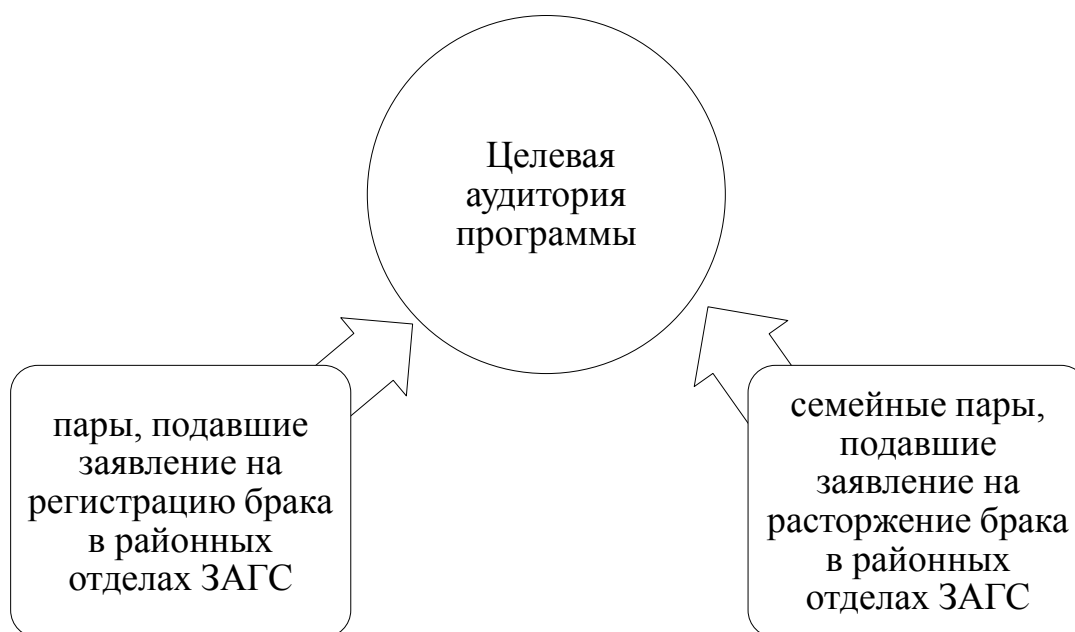 Целевая
аудитория
программы
пары, подавшие
заявление на
регистрацию брака
в районных
отделах ЗАГС
семейные пары,
подавшие
заявление на
расторжение брака
в районных
отделах ЗАГС